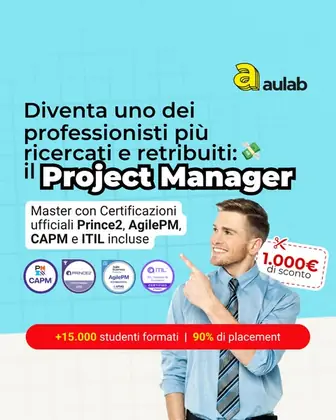 aulab
Diventa uno dei
professionisti più
ricercati e retribuiti:
il Project Manager
Master con Certificazioni
ufficiali Prince2, AgilePM,
CAPM e ITIL incluse
CAPM
PRINCE2
AgilePM
ITIL
1.000€
di sconto
+15.000 studenti formati | 90% di placement